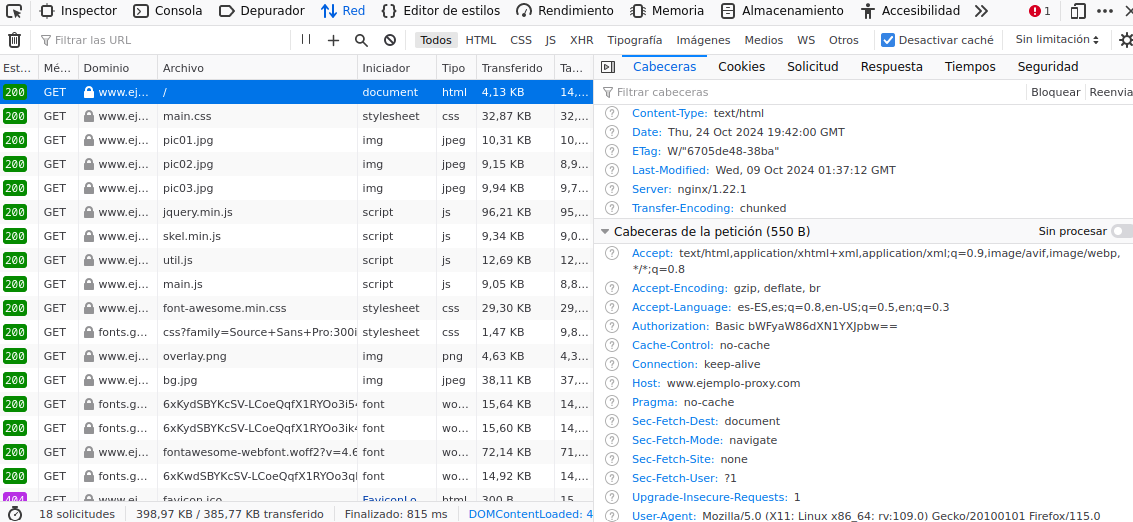 Inspector Consola Depurador Red Editor de estilos Rendimiento Memoria Almacenamiento Accesibilidad 1
Filtrar las URL Todos HTML CSS JS XHR Tipografía Imágenes Medios WS Otros Desactivar caché Sin limitación
Est... Mé... Dominio Archivo Iniciador Tipo Transferido Ta...
200 GET www.ej... / document html 4,13 KB 14,...
200 GET www.ej... main.css stylesheet css 32,87 KB 32,...
200 GET www.ej... pic01.jpg img jpeg 10,31 KB 10,...
200 GET www.ej... pic02.jpg img jpeg 9,15 KB 8,9...
200 GET www.ej... pic03.jpg img jpeg 9,94 KB 9,7...
200 GET www.ej... jquery.min.js script js 96,21 KB 95,...
200 GET www.ej... skel.min.js script js 9,34 KB 9,0...
200 GET www.ej... util.js script js 12,69 KB 12,...
200 GET www.ej... main.js script js 9,05 KB 8,8...
200 GET www.ej... font-awesome.min.css stylesheet css 29,30 KB 29,...
200 GET fonts.g... css?family=Source+Sans+Pro:300i stylesheet css 1,47 KB 9,8...
200 GET www.ej... overlay.png img png 4,63 KB 4,3...
200 GET www.ej... bg.jpg img jpeg 38,11 KB 37,...
200 GET fonts.g... 6xKydSBYKcSV-LCoeQqfX1RYOo3i54 font wo... 15,64 KB 14,...
200 GET fonts.g... 6xKydSBYKcSV-LCoeQqfX1RYOo3ik4 font wo... 15,60 KB 14,...
200 GET www.ej... fontawesome-webfont.woff2?v=4.6 font wo... 72,14 KB 71,...
200 GET fonts.g... 6xKwdSBYKcSV-LCoeQqfX1RYOo3q font wo... 14,92 KB 14,...
404 GET www.ej... favicon.ico FaviconLo... html 300 B 15...
18 solicitudes 398,97 KB / 385,77 KB transferido Finalizado: 815 ms DOMContentLoaded: 4
Cabeceras Cookies Solicitud Respuesta Tiempos Seguridad
Filtrar cabeceras Bloquear Reenvia
Content-Type: text/html
Date: Thu, 24 Oct 2024 19:42:00 GMT
ETag: W/"6705de48-38ba"
Last-Modified: Wed, 09 Oct 2024 01:37:12 GMT
Server: nginx/1.22.1
Transfer-Encoding: chunked
Cabeceras de la petición (550 B) Sin procesar
Accept: text/html,application/xhtml+xml,application/xml;q=0.9,image/avif,image/webp,
*/*;q=0.8
Accept-Encoding: gzip, deflate, br
Accept-Language: es-ES,es;q=0.8,en-US;q=0.5,en;q=0.3
Authorization: Basic bWFyaW86dXN1YXJpbw==
Cache-Control: no-cache
Connection: keep-alive
Host: www.ejemplo-proxy.com
Pragma: no-cache
Sec-Fetch-Dest: document
Sec-Fetch-Mode: navigate
Sec-Fetch-Site: none
Sec-Fetch-User: ?1
Upgrade-Insecure-Requests: 1
User-Agent: Mozilla/5.0 (X11; Linux x86_64; rv:109.0) Gecko/20100101 Firefox/115.0